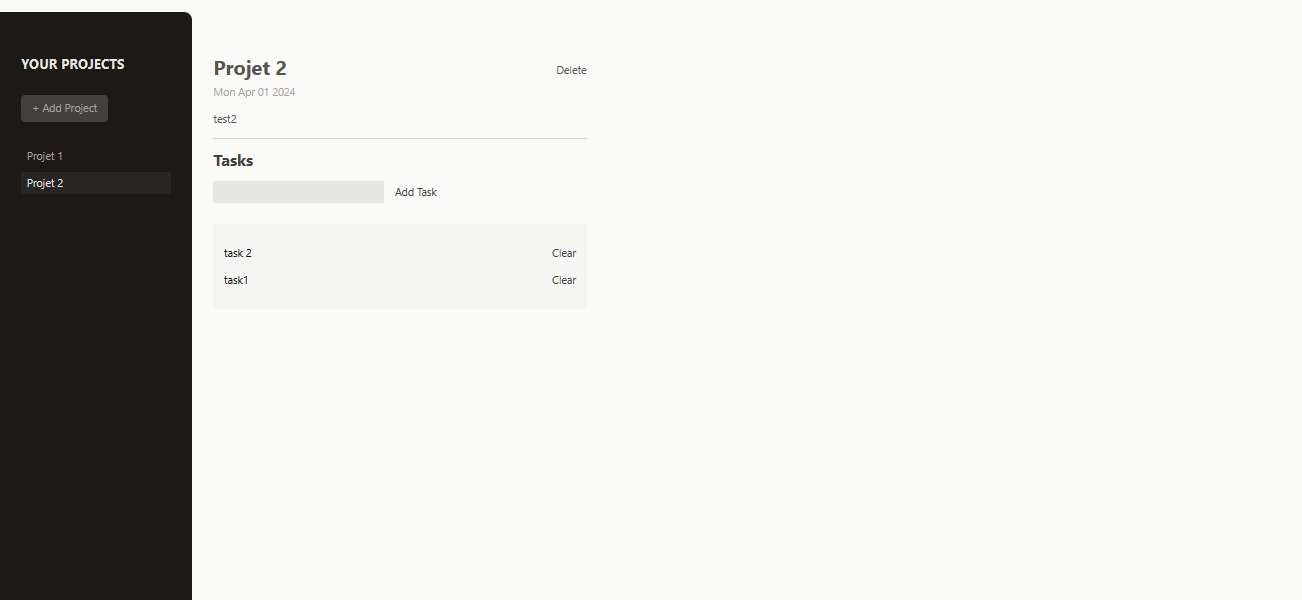 YOUR PROJECTS
+ Add Project
Projet 1
Projet 2
Projet 2
Delete
Mon Apr 01 2024
test2
Tasks
Add Task
task 2
Clear
task1
Clear